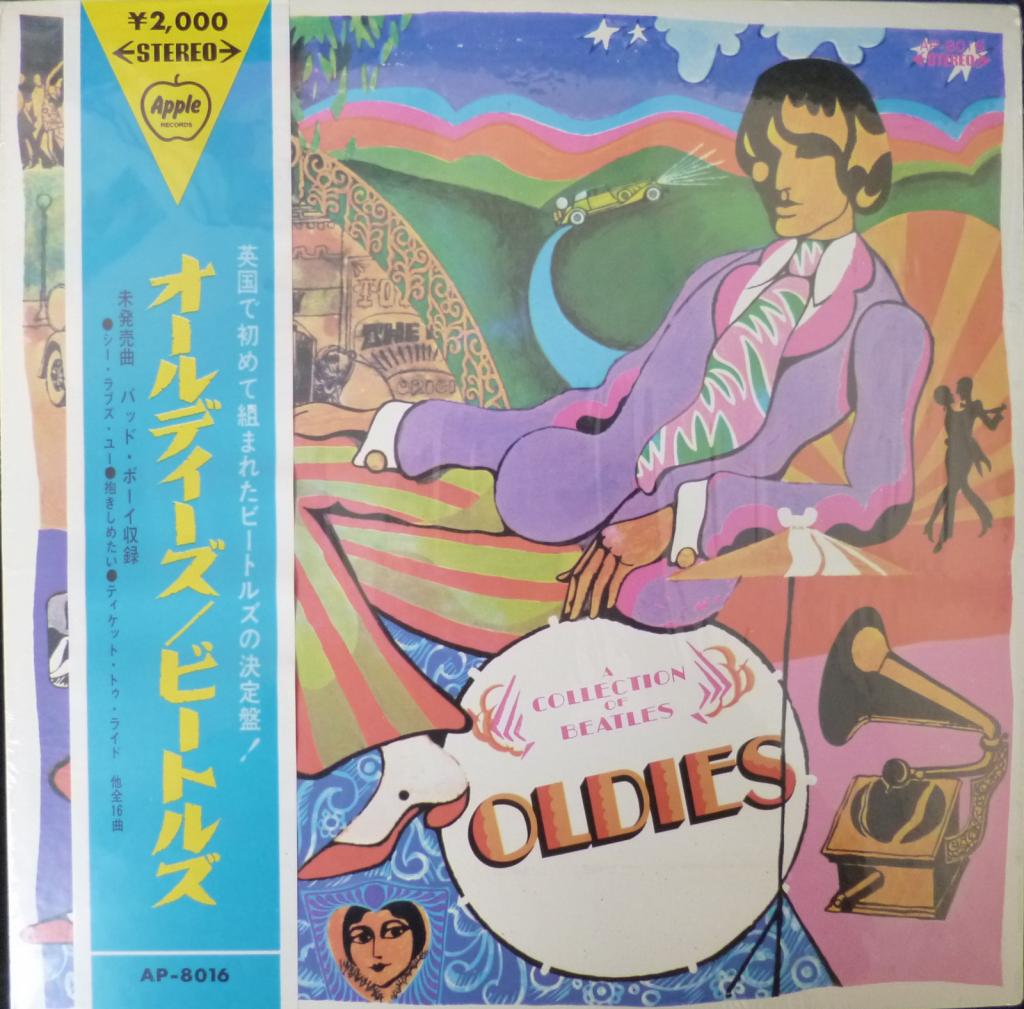 ¥2,000
←STEREO→
Apple
RECORDS
英国で初めて組まれたビートルズの決定盤!
オールディーズ/ビートルズ
未発売曲 バッド・ボーイ収録
●シー・ラブズ・ユー●抱きしめたい●ティケット・トゥ・ライド 他全16曲
AP-8016
AP-8016
←STEREO→
TOP
THE
A
COLLECTION
OF
BEATLES
OLDIES